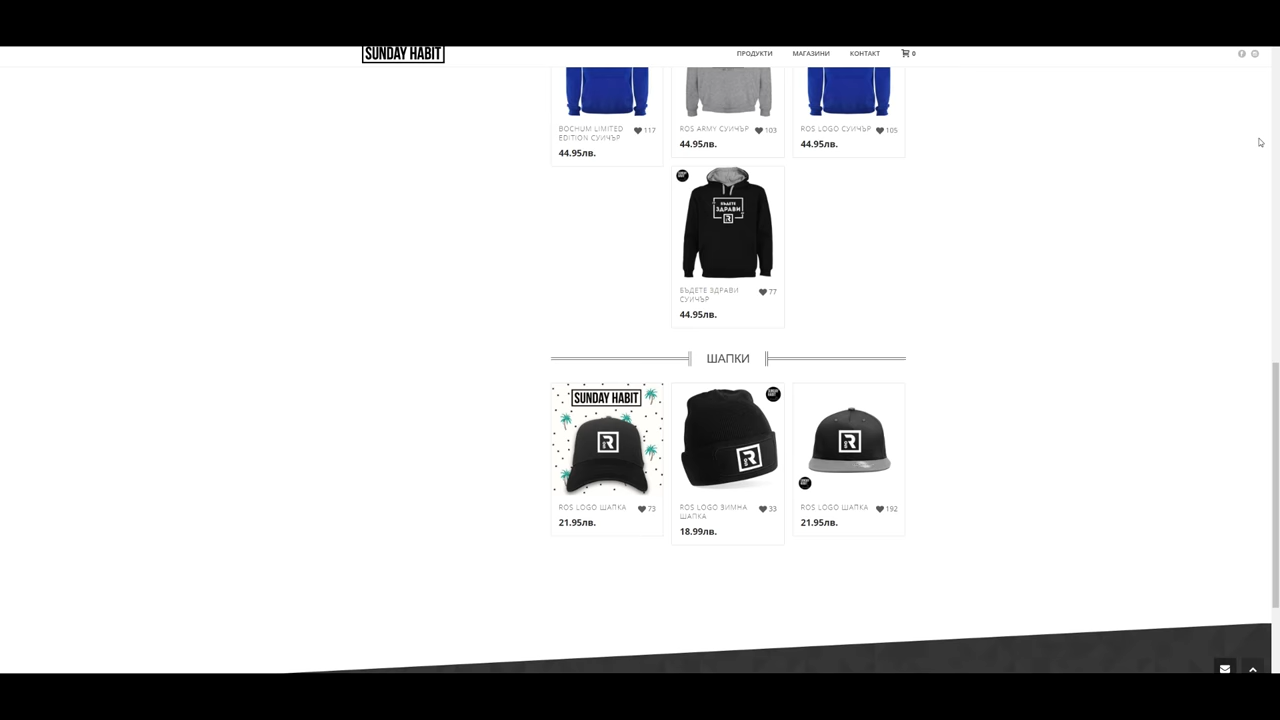 SUNDAY HABIT
ПРОДУКТИ
МАГАЗИНИ
КОНТАКТ
0
BOCHUM LIMITED
EDITION СУИЧЪР
117
44.95лв.
ROS ARMY СУИЧЪР
103
44.95лв.
ROS LOGO СУИЧЪР
105
44.95лв.
БЪДЕТЕ
ЗДРАВИ
R
БЪДЕТЕ ЗДРАВИ
СУИЧЪР
77
44.95лв.
ШАПКИ
SUNDAY HABIT
R
ROS LOGO ШАПКА
73
21.95лв.
R
ROS LOGO ЗИМНА
ШАПКА
33
18.99лв.
R
ROS LOGO ШАПКА
192
21.95лв.